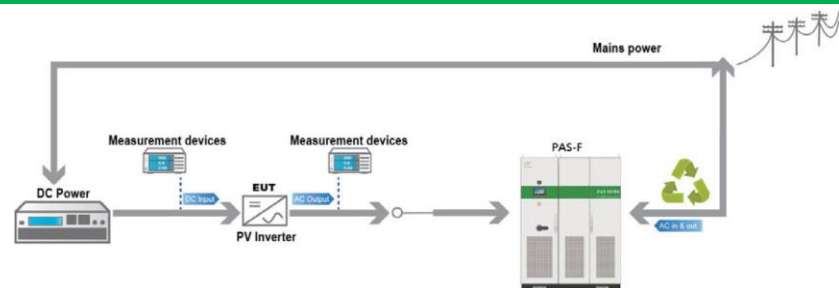 Mains power
Measurement devices
Measurement devices
PAS-F
DC Power
DC Input
EUT
AC Output
PV Inverter
AC in & out